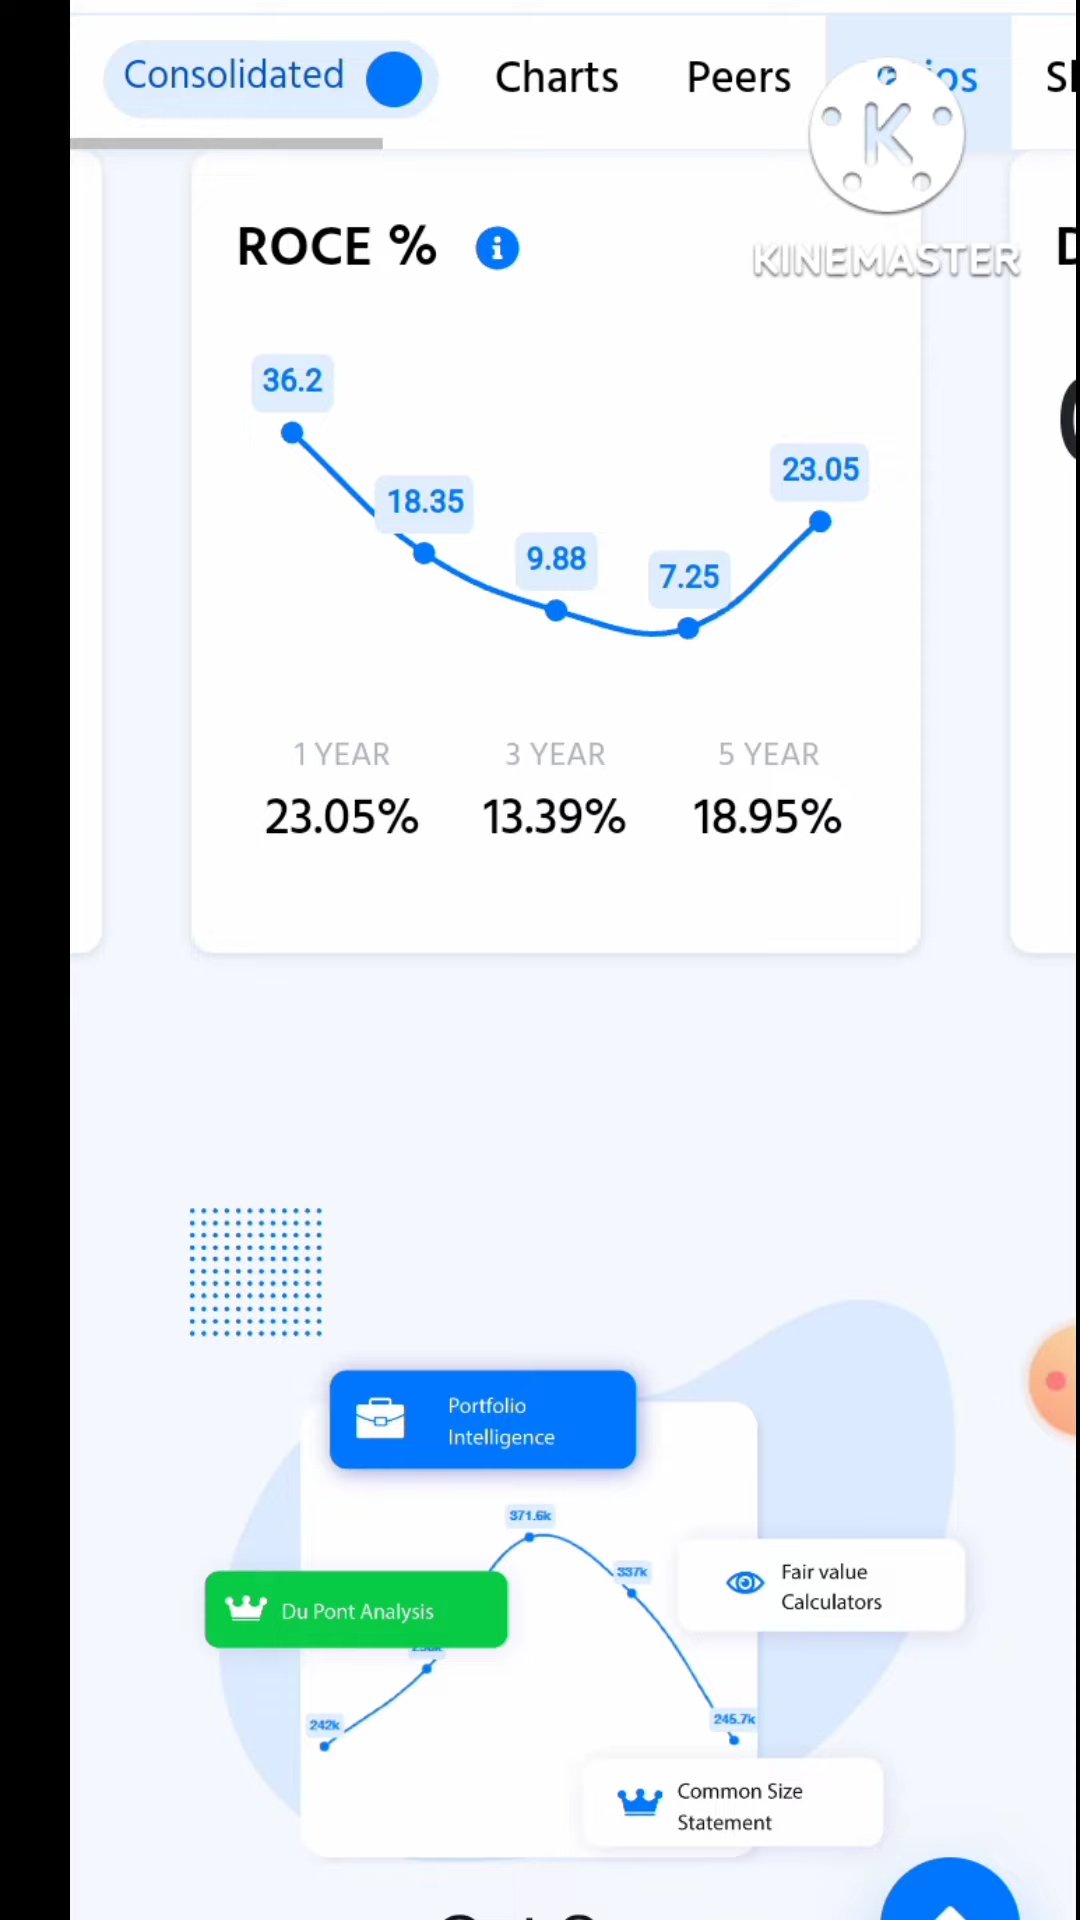 Consolidated Charts Peers
KINEMASTER
ROCE %
36.2
18.35
9.88
7.25
23.05
1 YEAR 3 YEAR 5 YEAR
23.05% 13.39% 18.95%
Portfolio
Intelligence
371.6k
337k
Fair value
Calculators
Du Pont Analysis
242k
245.7k
Common Size
Statement